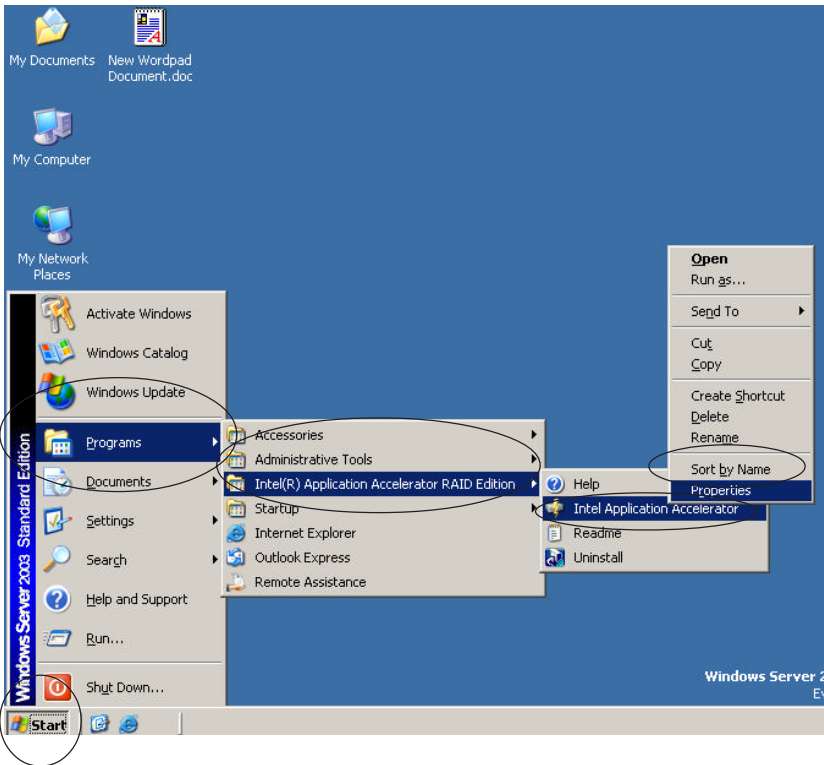 My Documents
New Wordpad
Document.doc
My Computer
My Network
Places
Windows Server 2003 Standard Edition
Activate Windows
Windows Catalog
Windows Update
Programs
Documents
Settings
Search
Help and Support
Run...
Shut Down...
Start
Accessories
Administrative Tools
Intel(R) Application Accelerator RAID Edition
Startup
Internet Explorer
Outlook Express
Remote Assistance
Help
Intel Application Accelerator
Readme
Uninstall
Open
Run as...
Send To
Cut
Copy
Create Shortcut
Delete
Rename
Sort by Name
Properties
Windows Server 2